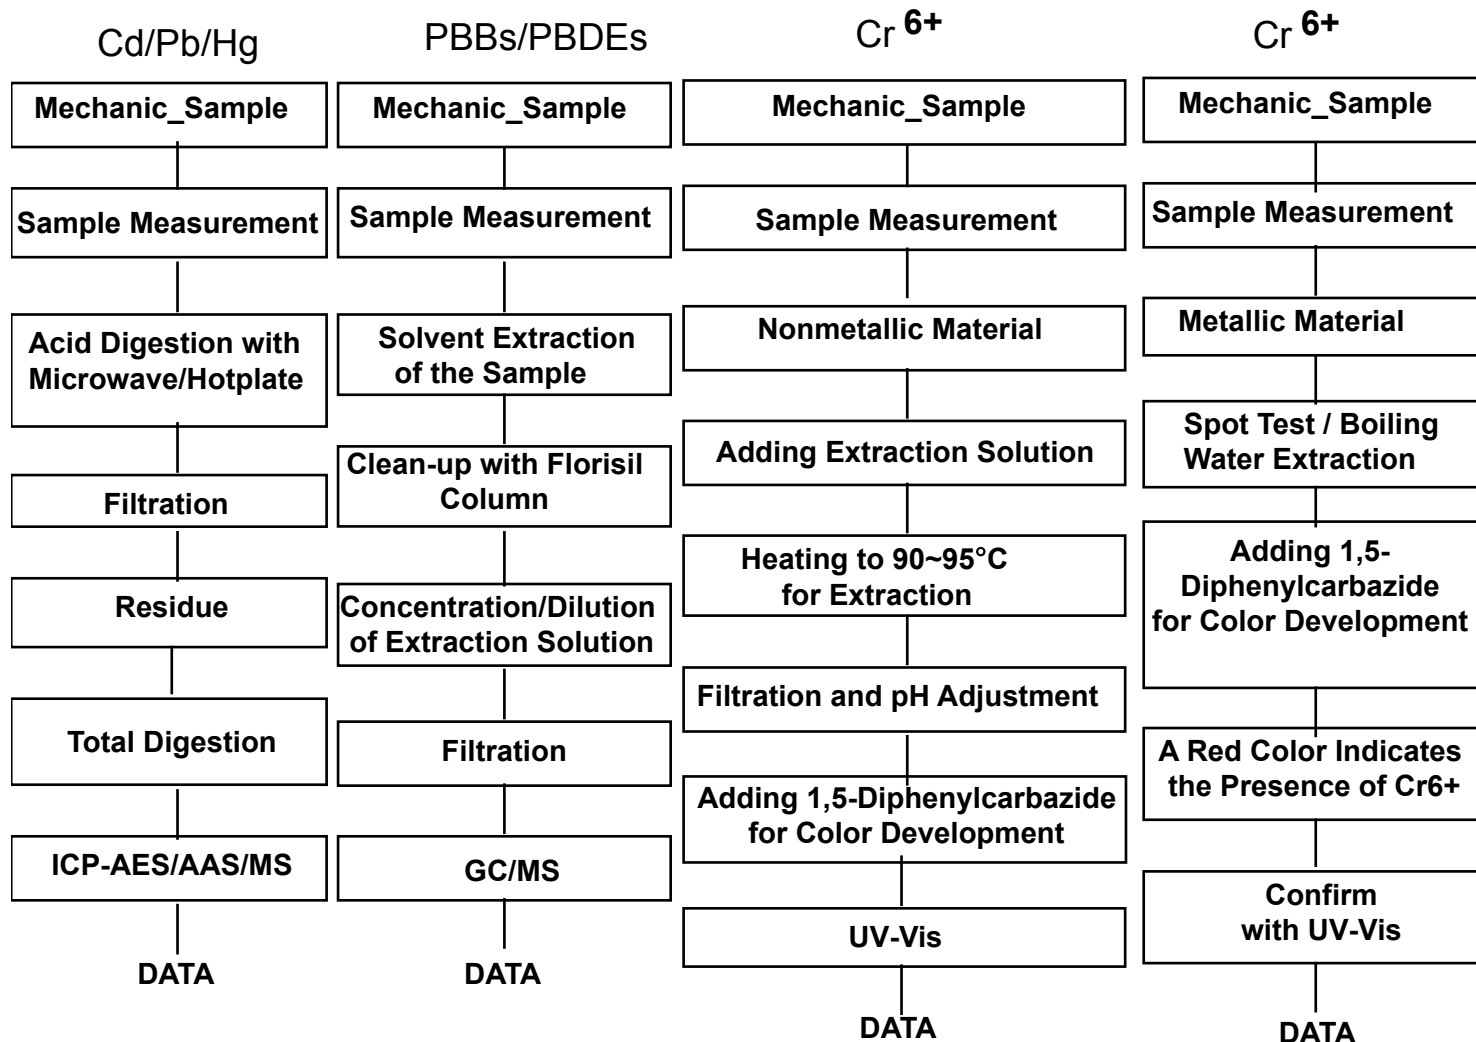 Cd/Pb/Hg
Mechanic_Sample
Sample Measurement
Acid Digestion with
Microwave/Hotplate
Filtration
Residue
Total Digestion
ICP-AES/AAS/MS
DATA
PBBs/PBDEs
Mechanic_Sample
Sample Measurement
Solvent Extraction
of the Sample
Clean-up with Florisil
Column
Concentration/Dilution
of Extraction Solution
Filtration
GC/MS
DATA
Cr 6+
Mechanic_Sample
Sample Measurement
Nonmetallic Material
Adding Extraction Solution
Heating to 90~95°C
for Extraction
Filtration and pH Adjustment
Adding 1,5-Diphenylcarbazide
for Color Development
UV-Vis
DATA
Cr 6+
Mechanic_Sample
Sample Measurement
Metallic Material
Spot Test / Boiling
Water Extraction
Adding 1,5-
Diphenylcarbazide
for Color Development
A Red Color Indicates
the Presence of Cr6+
Confirm
with UV-Vis
DATA